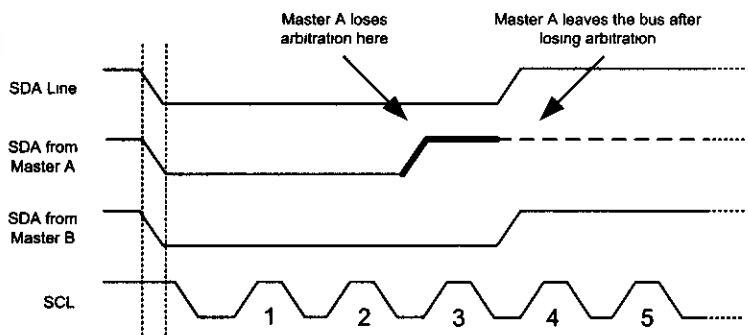 Master A loses
arbitration here
Master A leaves the bus after
losing arbitration
SDA Line
SDA from
Master A
SDA from
Master B
SCL
1 2 3 4 5